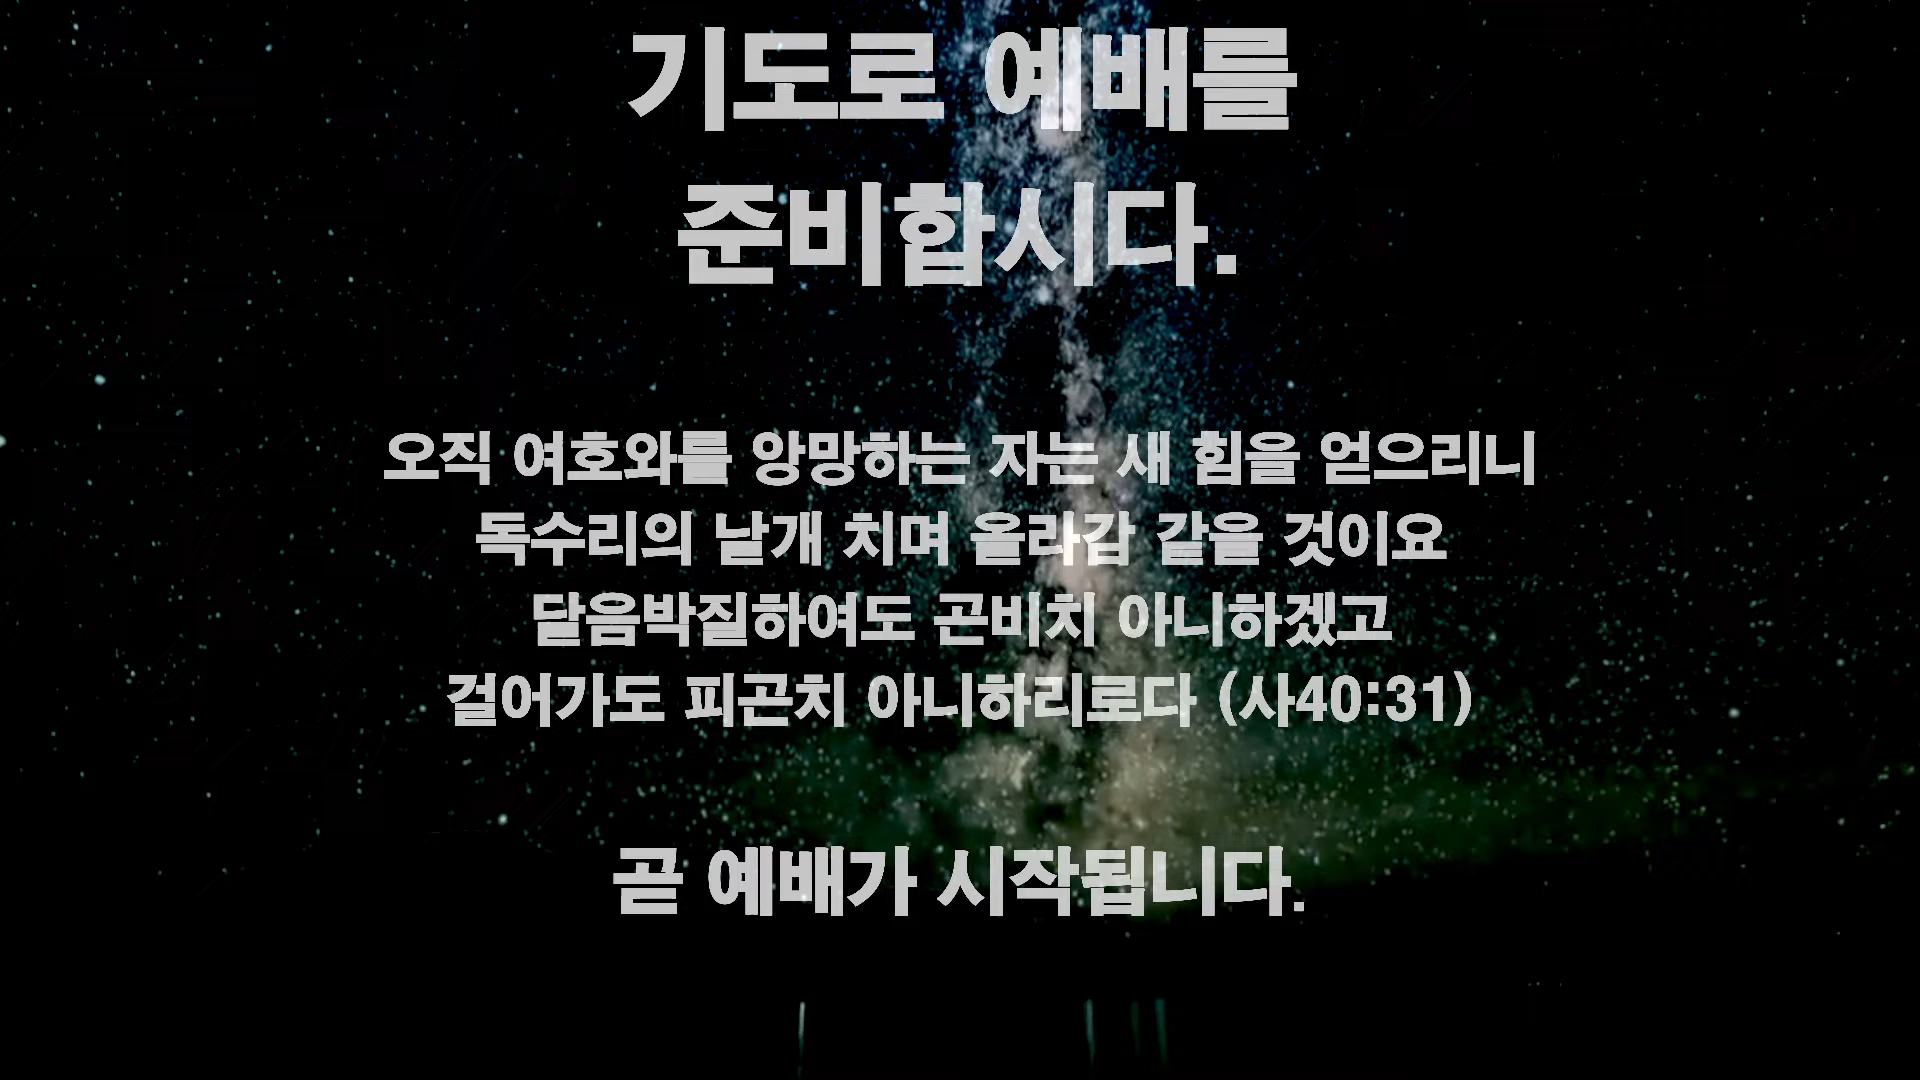 기도로 예배를
준비합시다.
오직 여호와를 앙망하는 자는 새 힘을 얻으리니
독수리의 날개 치며 올라감 같을 것이요
달음박질하여도 곤비치 아니하겠고
걸어가도 피곤치 아니하리로다 (사40:31)
곧 예배가 시작됩니다.